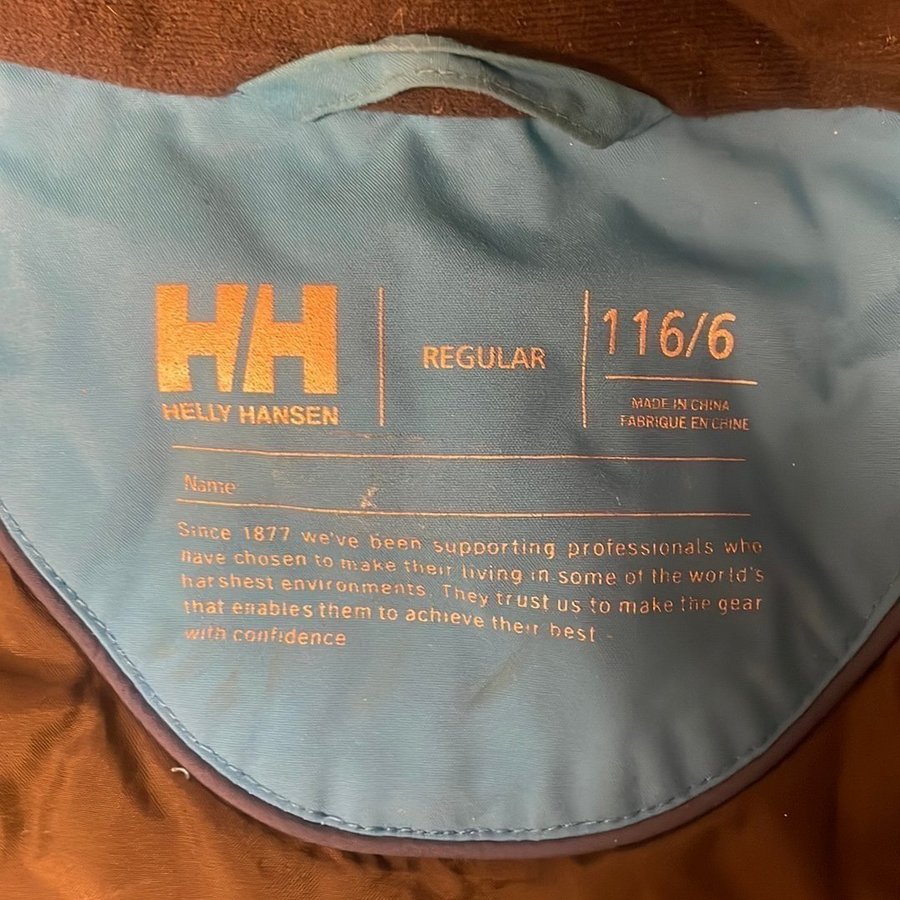 HH
HELLY HANSEN
REGULAR
116/6
MADE IN CHINA
FABRIQUE EN CHINE
Name
Since 1877 we've been supporting professionals who
have chosen to make their living in some of the world's
harshest environments. They trust us to make the gear
that enables them to achieve their best -
with confidence